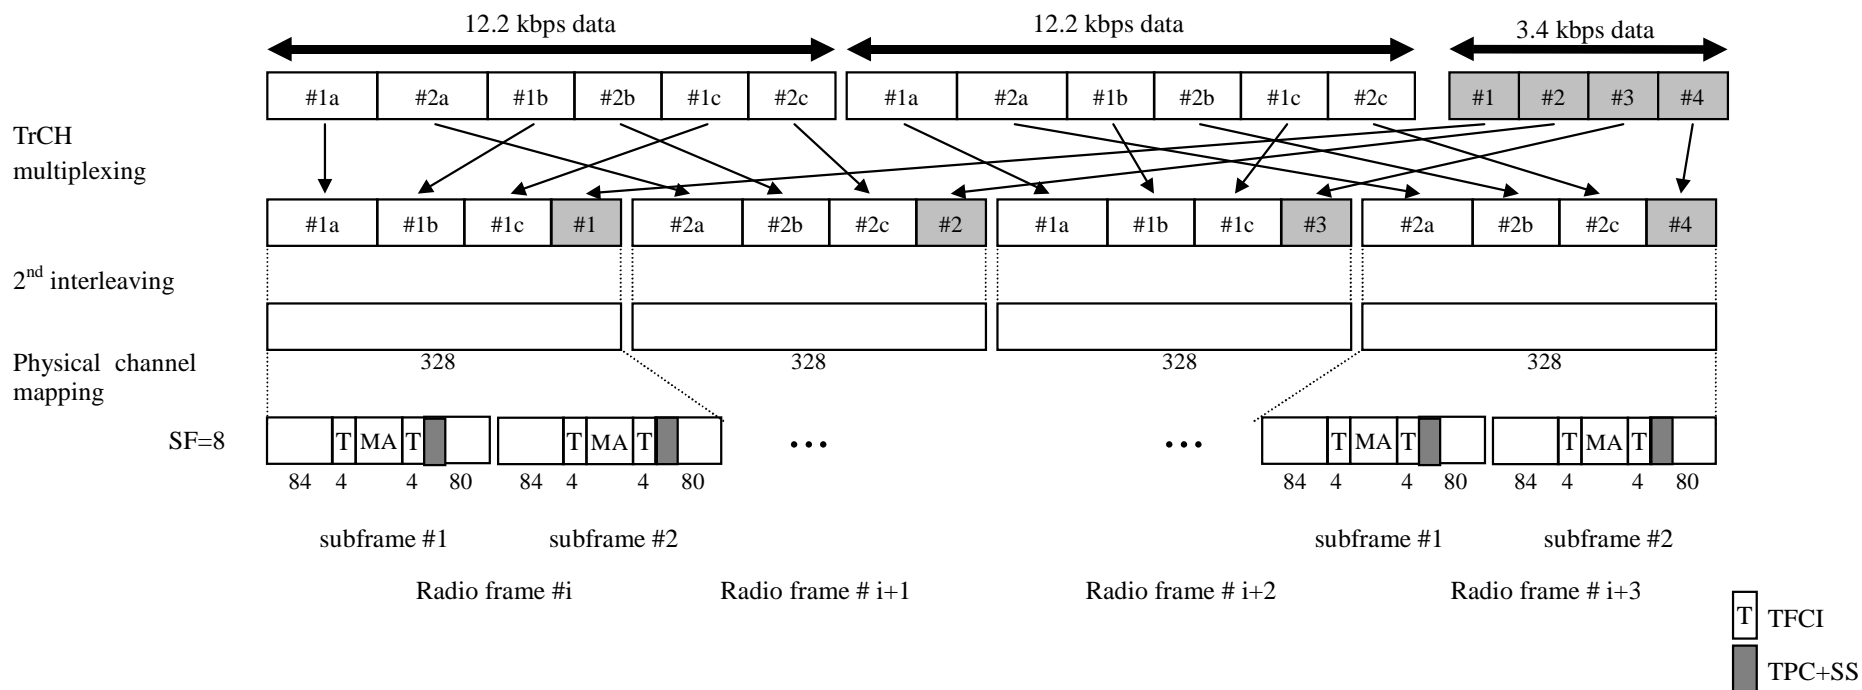 12.2 kbps data 12.2 kbps data 3.4 kbps data
#1a #2a #1b #2b #1c #2c #1a #2a #1b #2b #1c #2c #1 #2 #3 #4
TrCH
multiplexing
#1a #1b #1c #1 #2a #2b #2c #2 #1a #1b #1c #3 #2a #2b #2c #4
2nd interleaving
328 328 328 328
Physical channel
mapping
SF=8 T MA T T MA T ... ... T MA T T MA T
84 4 4 80 84 4 4 80 84 4 4 80 84 4 4 80
subframe #1 subframe #2 subframe #1 subframe #2
Radio frame #i Radio frame # i+1 Radio frame # i+2 Radio frame # i+3
T TFCI
TPC+SS